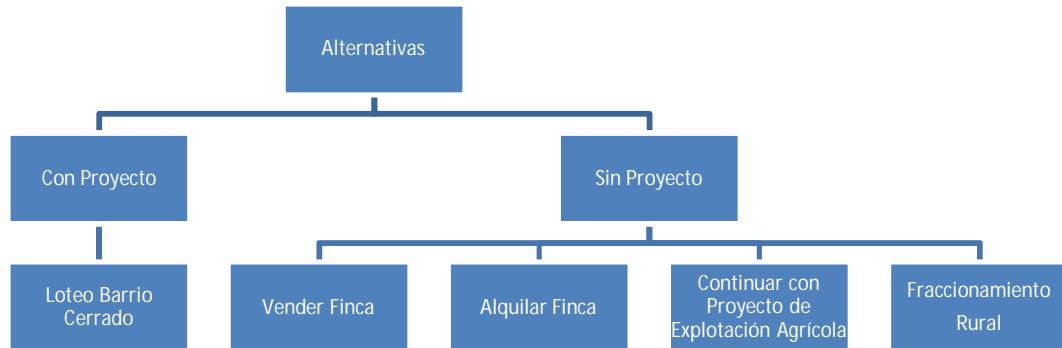 Alternativas
Con Proyecto
Sin Proyecto
Loteo Barrio
Cerrado
Vender Finca
Alquilar Finca
Continuar con
Proyecto de
Explotación Agrícola
Fraccionamiento
Rural